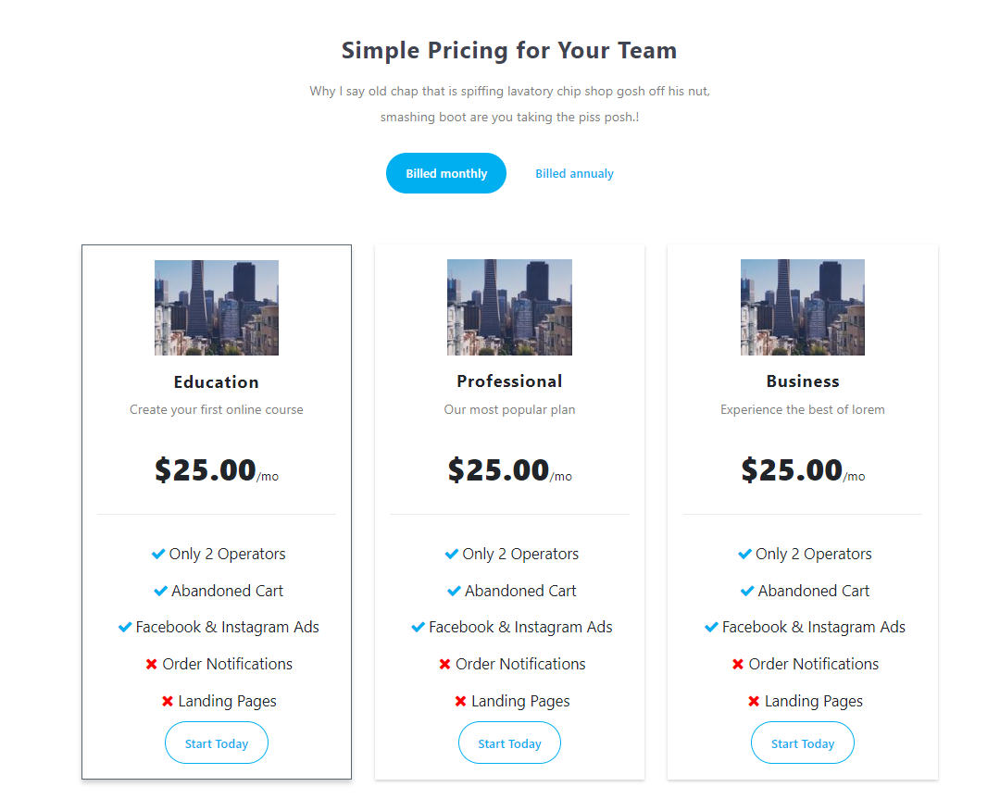 Simple Pricing for Your Team
Why I say old chap that is spiffing lavatory chip shop gosh off his nut,
smashing boot are you taking the piss posh.!
Billed monthly
Billed annualy
Education
Create your first online course
$25.00/mo
Only 2 Operators
Abandoned Cart
Facebook & Instagram Ads
Order Notifications
Landing Pages
Start Today
Professional
Our most popular plan
$25.00/mo
Only 2 Operators
Abandoned Cart
Facebook & Instagram Ads
Order Notifications
Landing Pages
Start Today
Business
Experience the best of lorem
$25.00/mo
Only 2 Operators
Abandoned Cart
Facebook & Instagram Ads
Order Notifications
Landing Pages
Start Today